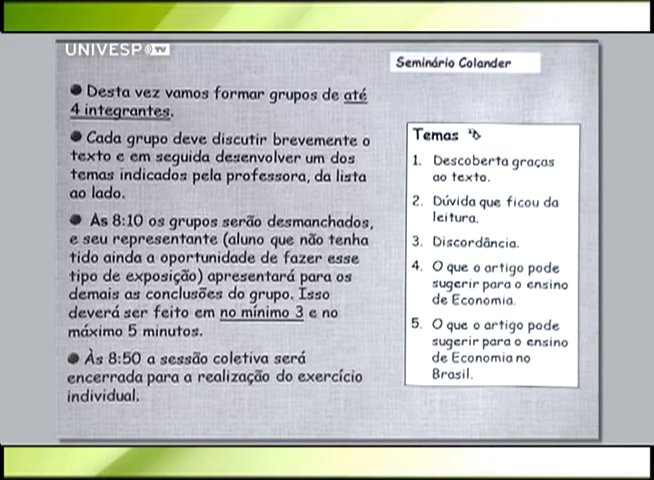 UNIVESP TV
Seminário Colander
● Desta vez vamos formar grupos de até
4 integrantes.
● Cada grupo deve discutir brevemente o
texto e em seguida desenvolver um dos
temas indicados pela professora, da lista
ao lado.
● Às 8:10 os grupos serão desmanchados,
e seu representante (aluno que não tenha
tido ainda a oportunidade de fazer esse
tipo de exposição) apresentará para os
demais as conclusões do grupo. Isso
deverá ser feito em no mínimo 3 e no
máximo 5 minutos.
● Às 8:50 a sessão coletiva será
encerrada para a realização do exercício
individual.
Temas
1. Descoberta graças
ao texto.
2. Dúvida que ficou da
leitura.
3. Discordância.
4. O que o artigo pode
sugerir para o ensino
de Economia.
5. O que o artigo pode
sugerir para o ensino
de Economia no
Brasil.